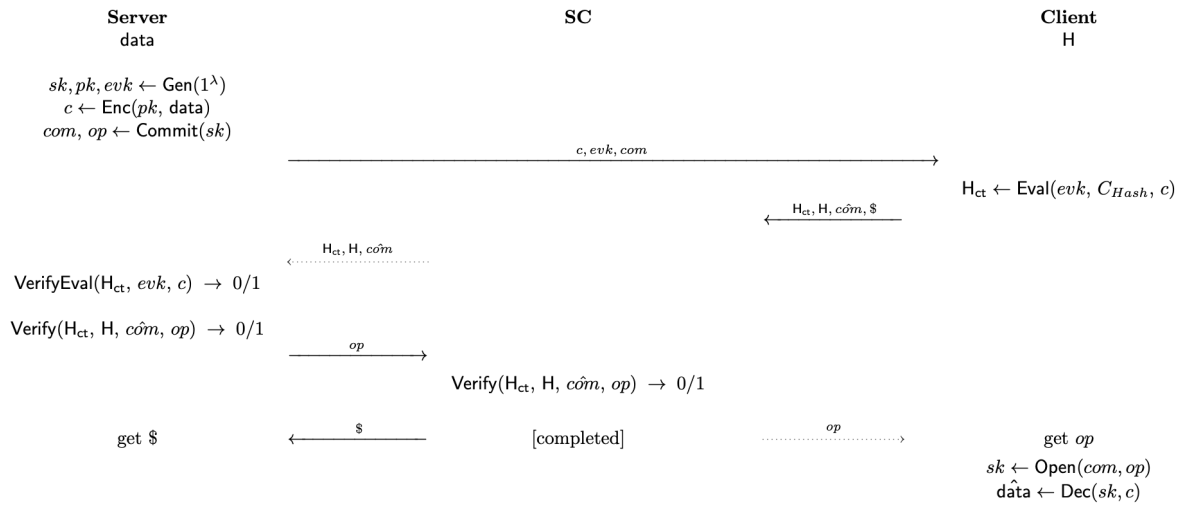 Server SC Client
data H
sk, pk, evk ← Gen(1^λ)
c ← Enc(pk, data)
com, op ← Commit(sk)
c, evk, com
H_ct ← Eval(evk, C_Hash, c)
H_ct, H, côm, $
H_ct, H, côm
VerifyEval(H_ct, evk, c) → 0/1
Verify(H_ct, H, côm, op) → 0/1
op
Verify(H_ct, H, côm, op) → 0/1
$ op
get $ [completed] get op
sk ← Open(com, op)
dâta ← Dec(sk, c)